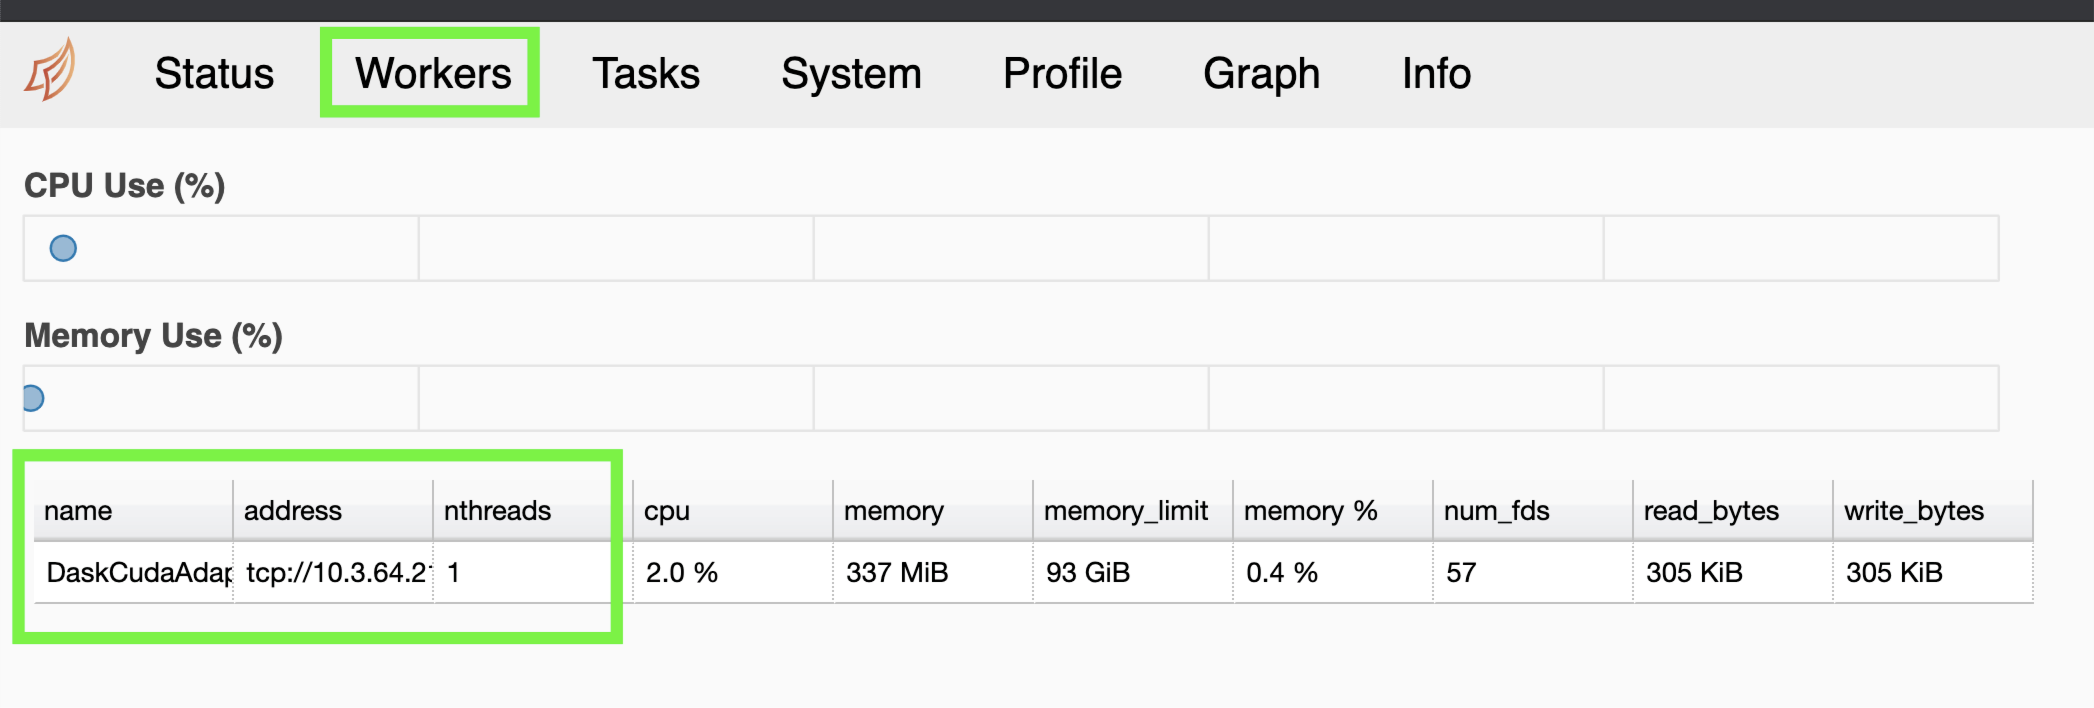 Status Workers Tasks System Profile Graph Info
CPU Use (%)
Memory Use (%)
name address nthreads cpu memory memory_limit memory % num_fds read_bytes write_bytes
DaskCudaAdap tcp://10.3.64.2 1 2.0 % 337 MiB 93 GiB 0.4 % 57 305 KiB 305 KiB